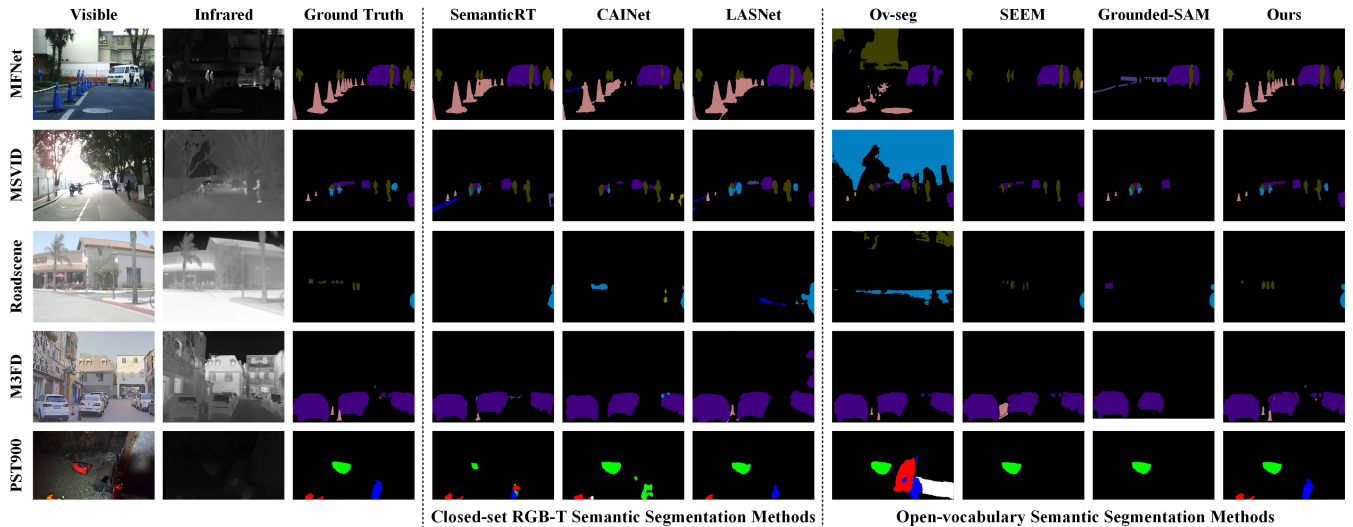 Visible Infrared Ground Truth SemanticRT CAINet LASNet Ov-seg SEEM Grounded-SAM Ours
MFNet
MSVID
Roadscene
M3FD
PST900
Closed-set RGB-T Semantic Segmentation Methods Open-vocabulary Semantic Segmentation Methods